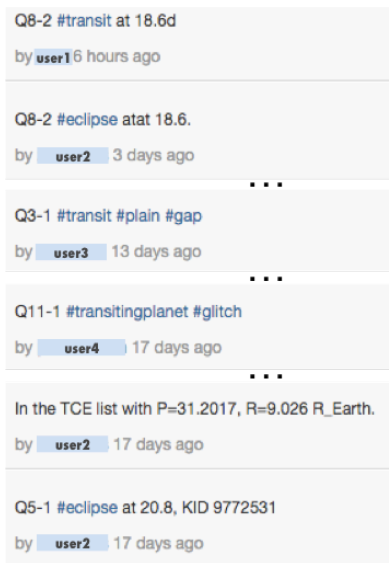 Q8-2 #transit at 18.6d
by user1 6 hours ago
Q8-2 #eclipse atat 18.6.
by user2 3 days ago
...
Q3-1 #transit #plain #gap
by user3 13 days ago
...
Q11-1 #transitingplanet #glitch
by user4 17 days ago
...
In the TCE list with P=31.2017, R=9.026 R_Earth.
by user2 17 days ago
Q5-1 #eclipse at 20.8, KID 9772531
by user2 17 days ago